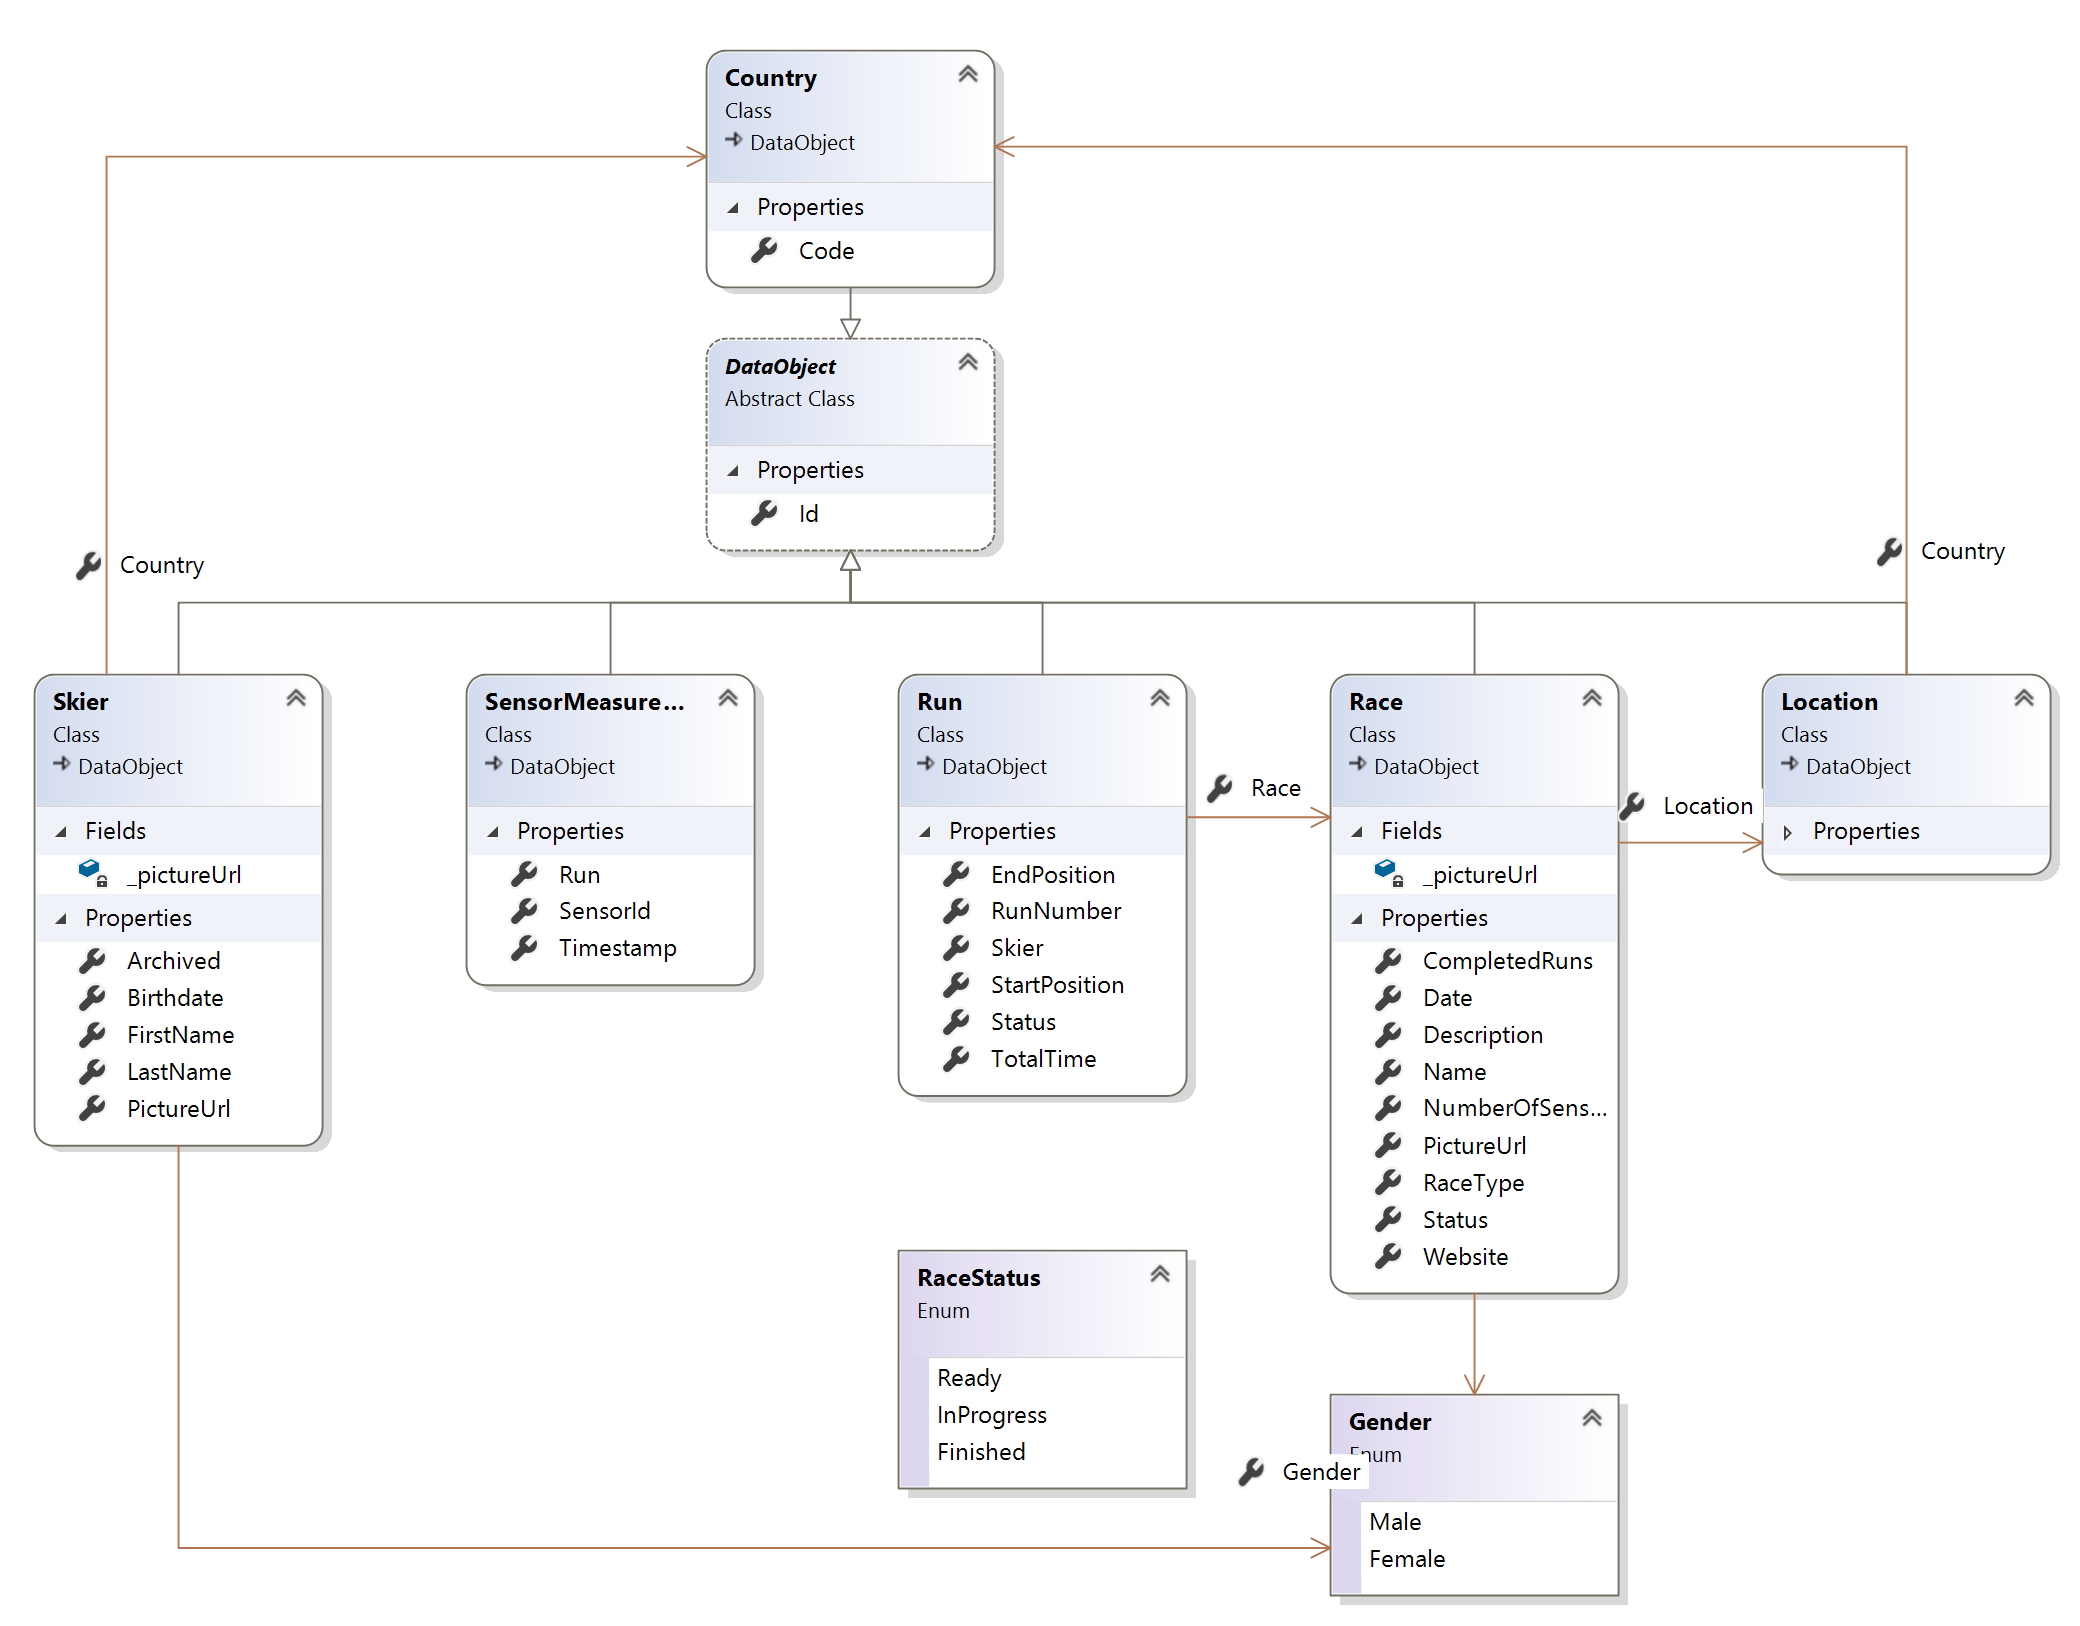 Country
Class
DataObject
Properties
Code
DataObject
Abstract Class
Properties
Id
Country
Country
Skier
Class
DataObject
Fields
_pictureUrl
Properties
Archived
Birthdate
FirstName
LastName
PictureUrl
SensorMeasure...
Class
DataObject
Properties
Run
SensorId
Timestamp
Run
Class
DataObject
Properties
EndPosition
RunNumber
Skier
StartPosition
Status
TotalTime
Race
Race
Class
DataObject
Fields
_pictureUrl
Properties
CompletedRuns
Date
Description
Name
NumberOfSens...
PictureUrl
RaceType
Status
Website
Location
Location
Class
DataObject
Properties
RaceStatus
Enum
Ready
InProgress
Finished
Gender
Gender
Enum
Male
Female